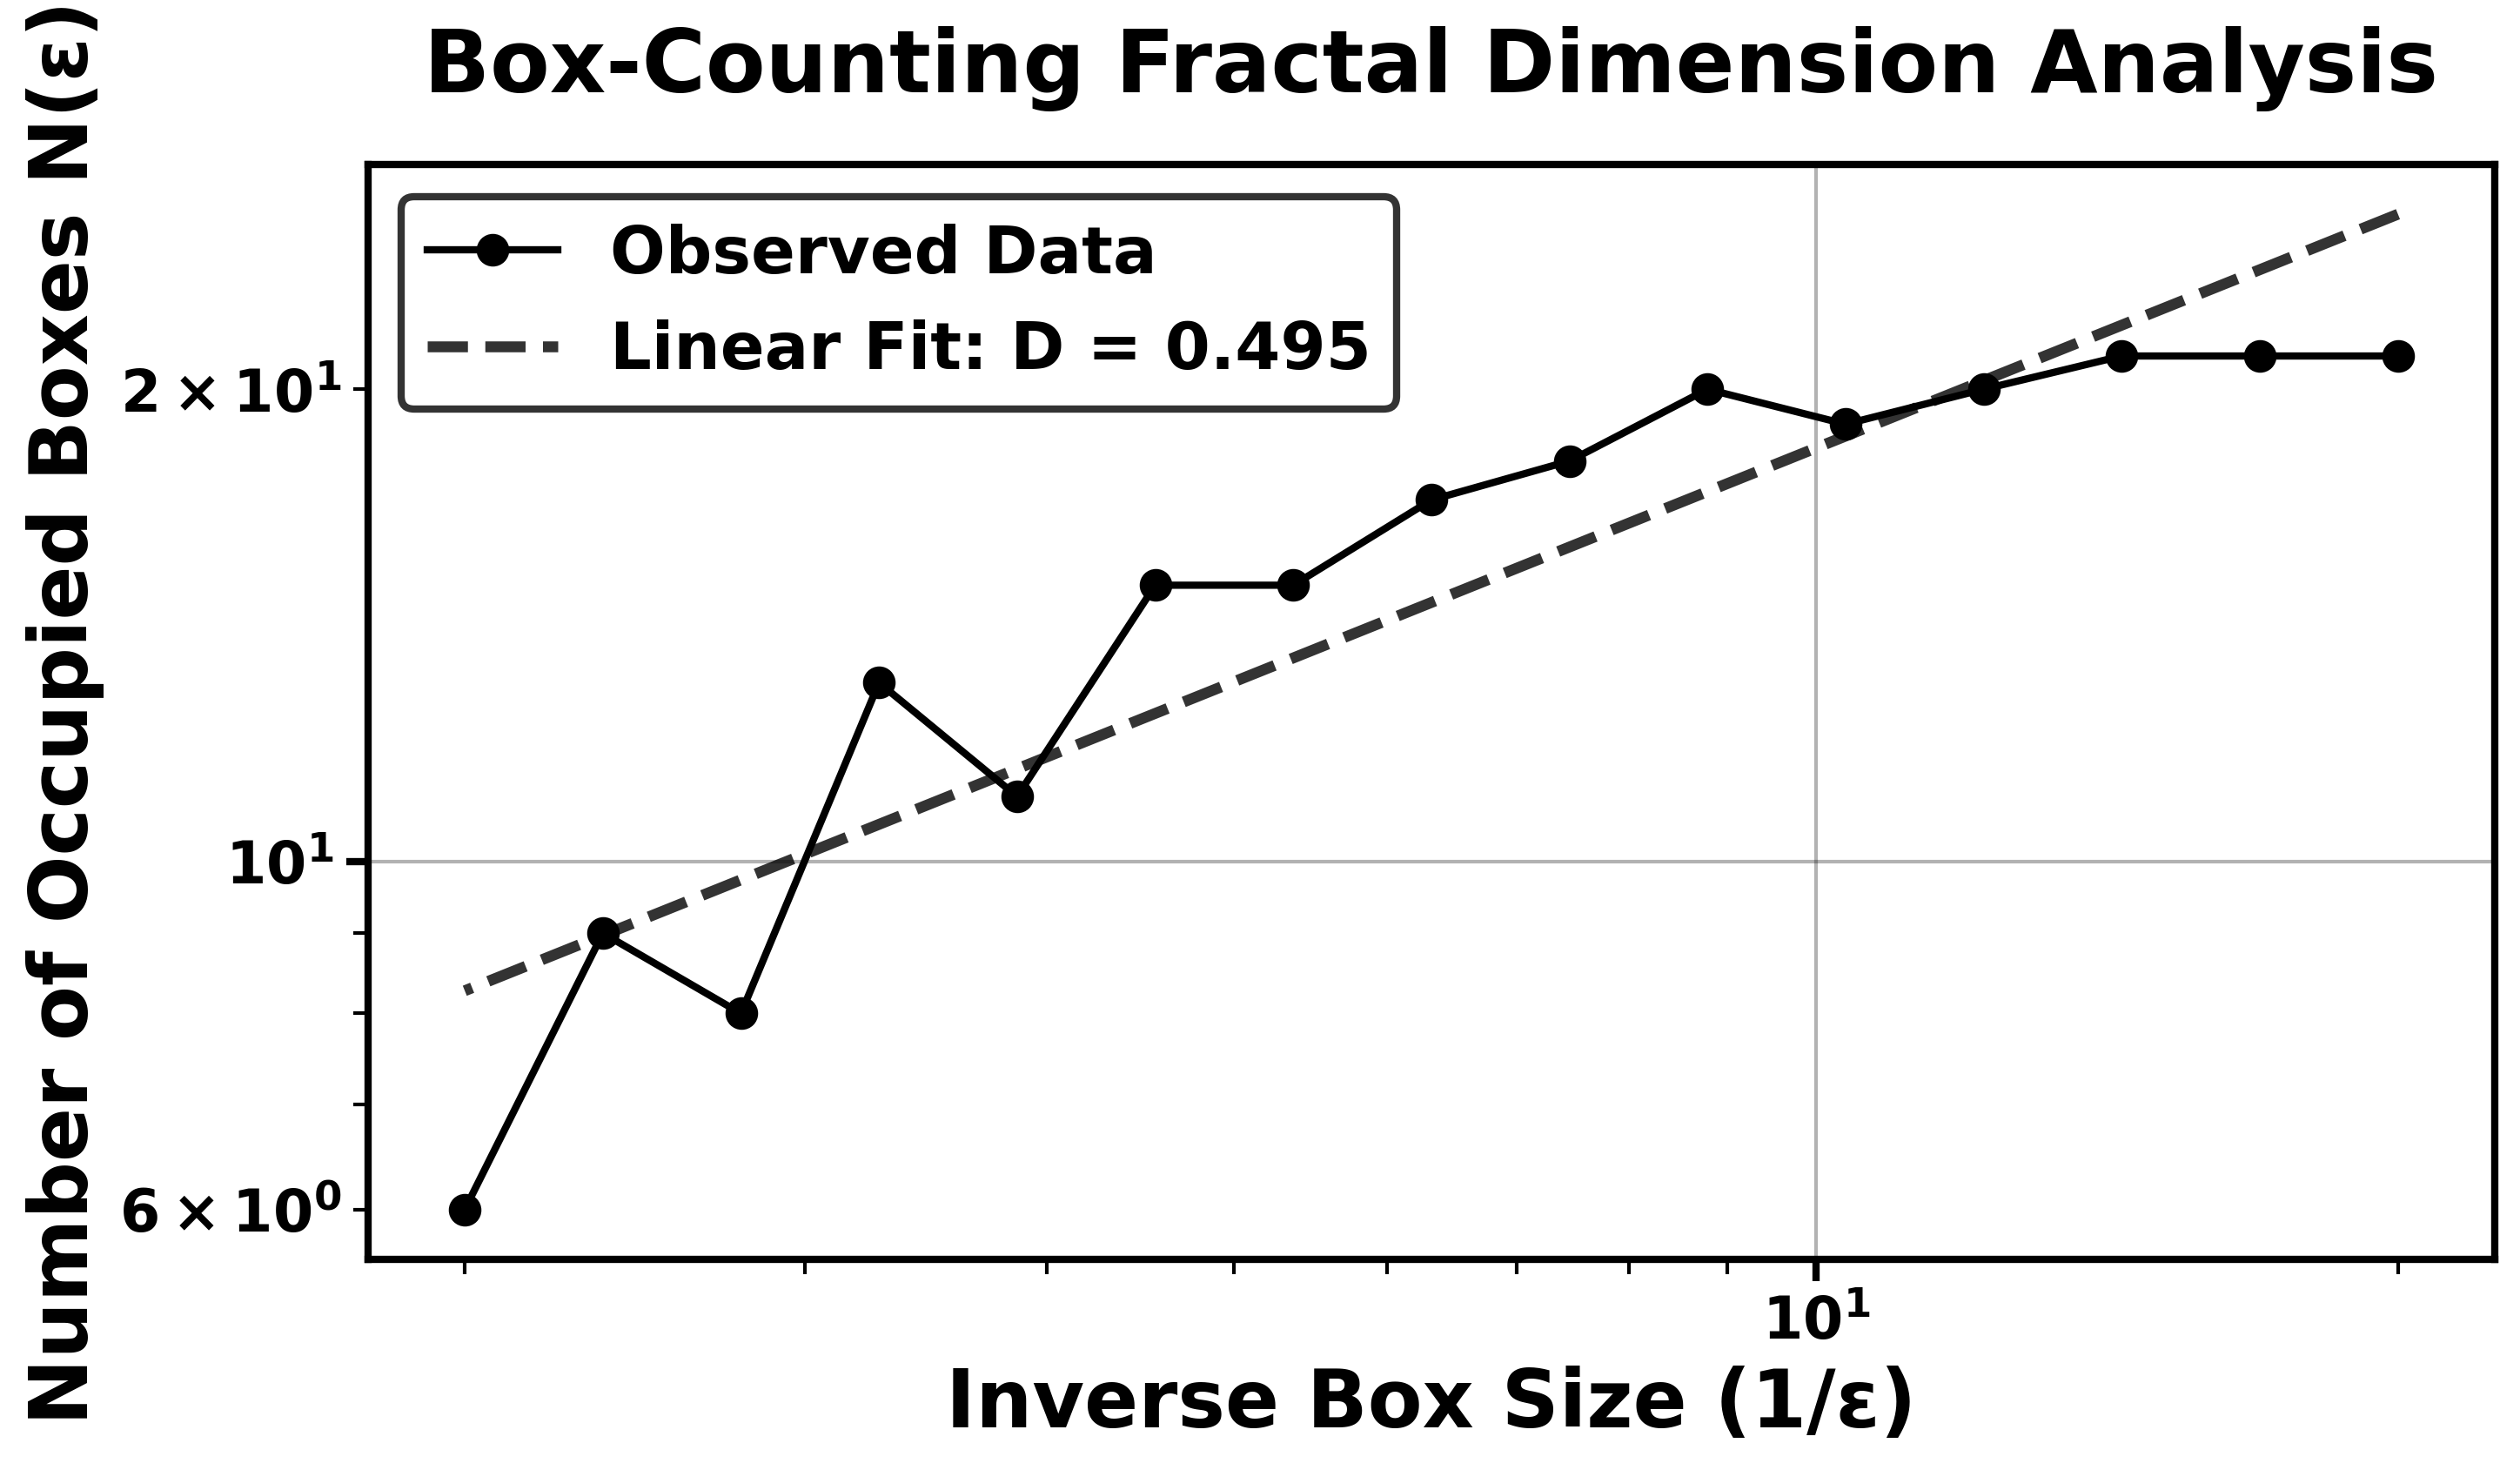 Box-Counting Fractal Dimension Analysis
Number of Occupied Boxes N(ε)
Observed Data
Linear Fit: D = 0.495
2 × 10¹
10¹
6 × 10⁰
10¹
Inverse Box Size (1/ε)